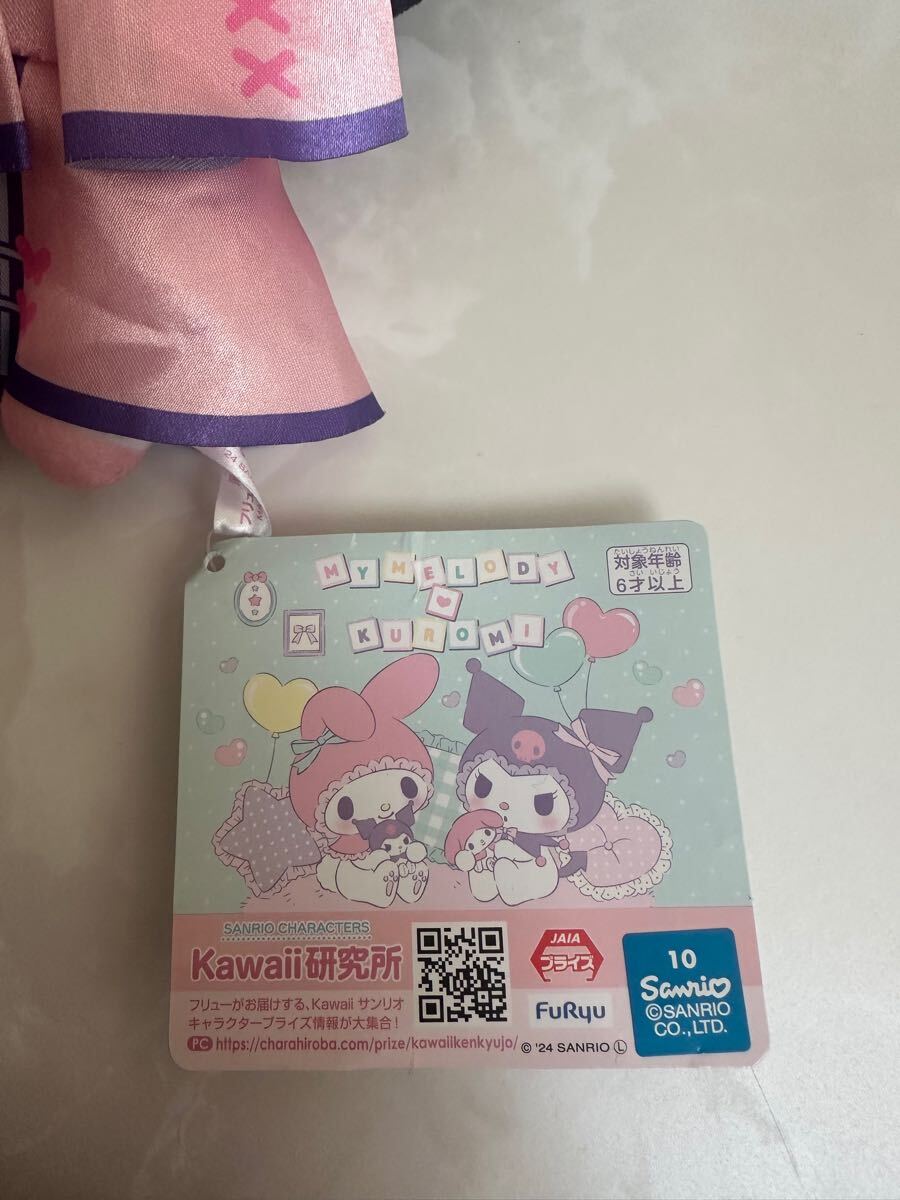 '24 SA
MY MELODY
KUROMI
たいしょうねんれい
対象年齢
さい いじょう
6才以上
SANRIO CHARACTERS
Kawaii研究所
フリューがお届けする、Kawaii サンリオ
キャラクタープライズ情報が大集合!
PC https://charahiroba.com/prize/kawaiikenkyujo/
JAIA
プライズ
FuRyu
© '24 SANRIO Ⓛ
10
Sanrio
©SANRIO
CO.,LTD.